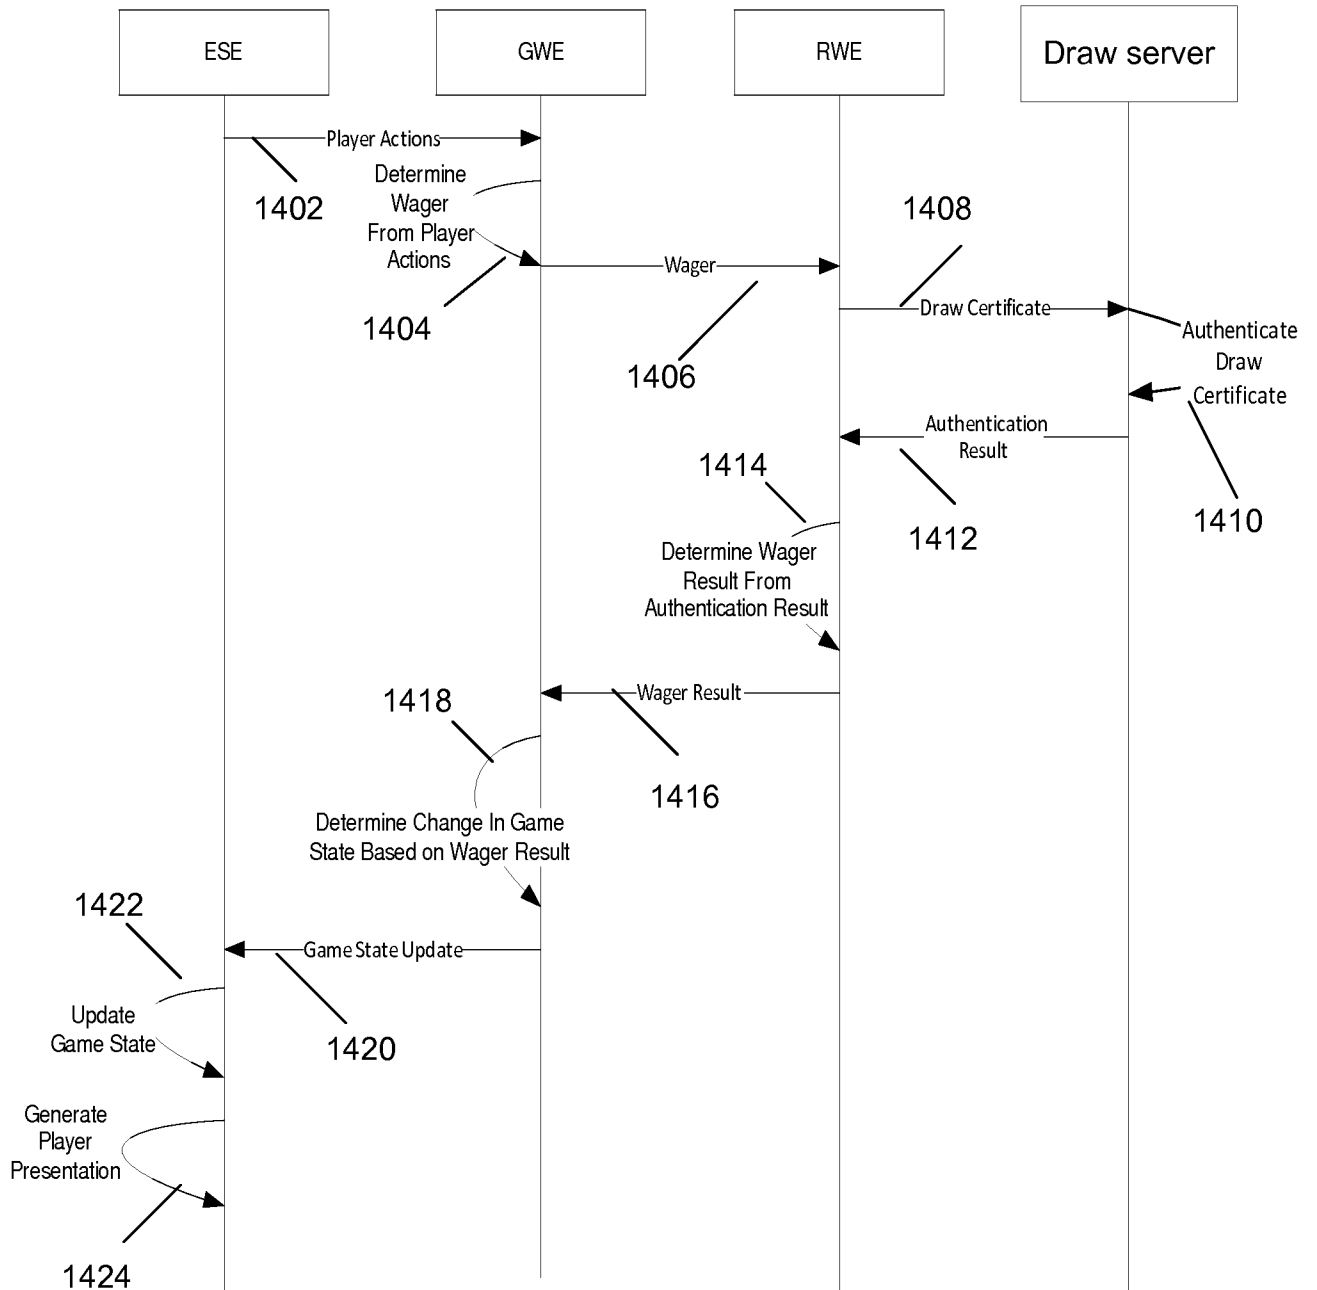 ESE
GWE
RWE
Draw server
Player Actions
1402
Determine
Wager
From Player
Actions
1404
Wager
1406
1408
Draw Certificate
Authenticate
Draw
Certificate
1410
Authentication
Result
1412
1414
Determine Wager
Result From
Authentication Result
Wager Result
1416
1418
Determine Change In Game
State Based on Wager Result
Game State Update
1420
1422
Update
Game State
Generate
Player
Presentation
1424